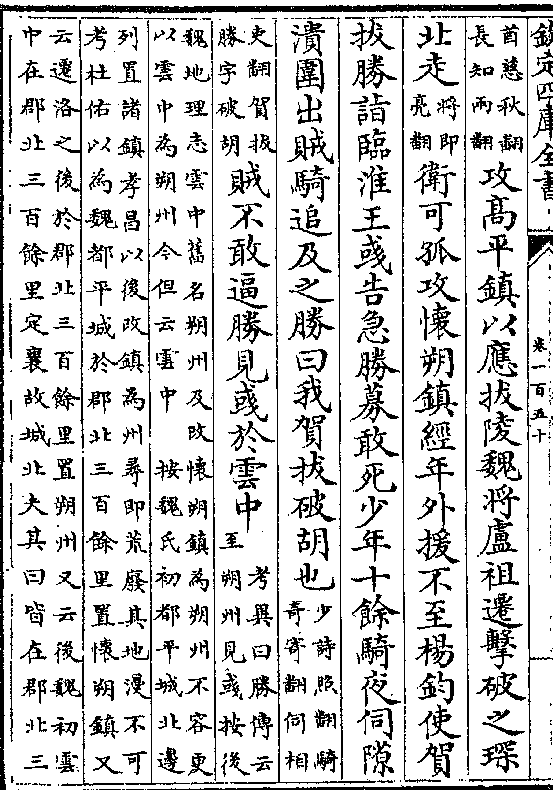 欽定四庫全書
卷一百五十
酋慈秋翻
長知兩翻
攻髙平鎮以應拔陵魏將盧祖遷擊破之琛
北走
將即
亮翻
衛可孤攻懷朔鎮經年外援不至楊鈞使賀
拔勝詣臨淮王彧告急勝募敢死少年十餘騎夜伺隙
潰圍出賊騎追及之勝曰我賀拔破胡也
少詩照翻騎
奇寄翻伺相
吏翻賀拔
勝字破胡
賊不敢逼勝見彧於雲中
考異曰勝傳云
至朔州見彧按後
魏地理志雲中舊名朔州及改懷朔鎮為朔州不容更
以雲中為朔州今但云雲中 按魏氏初都平城北邊
列置諸鎮孝昌以後改鎮為州尋即荒廢其地漫不可
考杜佑以為魏都平城於郡北三百餘里置懷朔鎮又
云遷洛之後於郡北三百餘里置朔州又云後魏初雲
中在郡北三百餘里定襄故城北夫其曰皆在郡北三